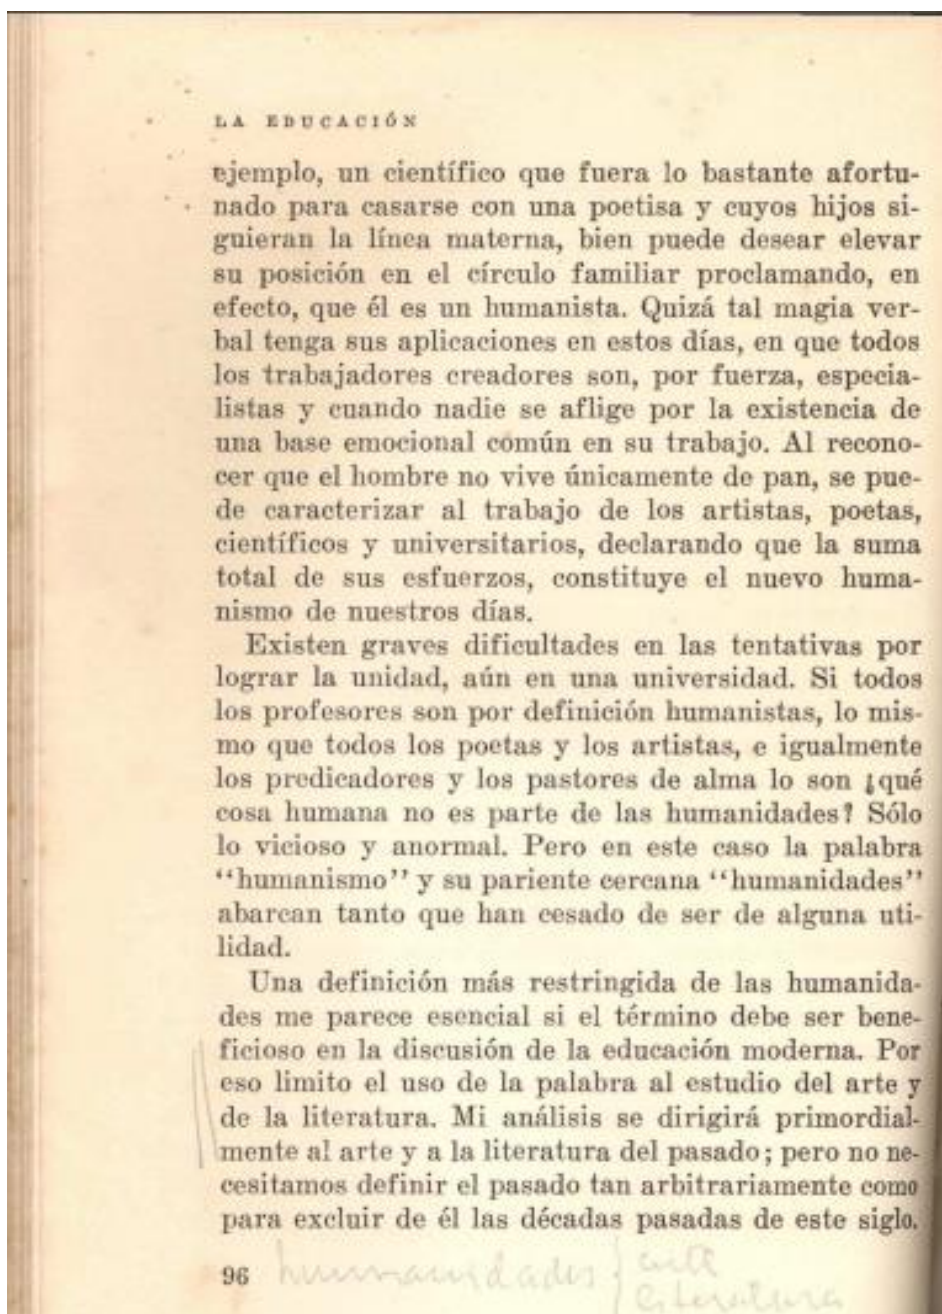 LA EDUCACIÓN
ejemplo, un científico que fuera lo bastante afortu-
nado para casarse con una poetisa y cuyos hijos si-
guieran la línea materna, bien puede desear elevar
su posición en el círculo familiar proclamando, en
efecto, que él es un humanista. Quizá tal magia ver-
bal tenga sus aplicaciones en estos días, en que todos
los trabajadores creadores son, por fuerza, especia-
listas y cuando nadie se aflige por la existencia de
una base emocional común en su trabajo. Al recono-
cer que el hombre no vive únicamente de pan, se pue-
de caracterizar al trabajo de los artistas, poetas,
científicos y universitarios, declarando que la suma
total de sus esfuerzos, constituye el nuevo huma-
nismo de nuestros días.
Existen graves dificultades en las tentativas por
lograr la unidad, aún en una universidad. Si todos
los profesores son por definición humanistas, lo mis-
mo que todos los poetas y los artistas, e igualmente
los predicadores y los pastores de alma lo son ¿qué
cosa humana no es parte de las humanidades? Sólo
lo vicioso y anormal. Pero en este caso la palabra
“humanismo” y su pariente cercana “humanidades”
abarcan tanto que han cesado de ser de alguna uti-
lidad.
Una definición más restringida de las humanida-
des me parece esencial si el término debe ser bene-
ficioso en la discusión de la educación moderna. Por
eso limito el uso de la palabra al estudio del arte y
de la literatura. Mi análisis se dirigirá primordial-
mente al arte y a la literatura del pasado; pero no ne-
cesitamos definir el pasado tan arbitrariamente como
para excluir de él las décadas pasadas de este siglo.
96 humanidades { arte
literatura